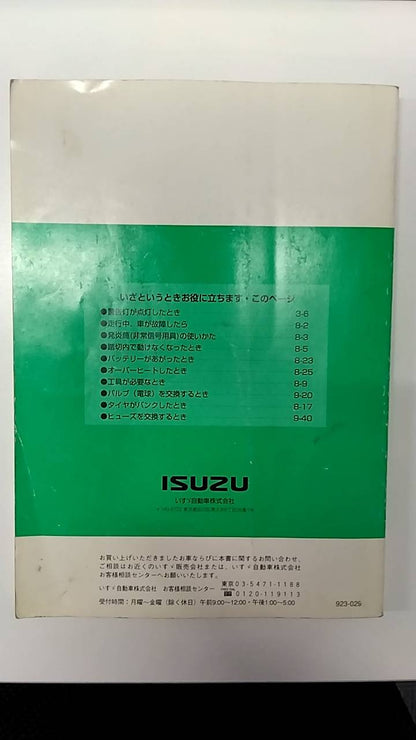 いざというときお役に立ちます・このページ
●警告灯が点灯したとき 3-6
●走行中、車が故障したら 8-2
●発炎筒(非常信号用具)の使いかた 8-3
●踏切内で動けなくなったとき 8-5
●バッテリーがあがったとき 8-23
●オーバーヒートしたとき 8-25
●工具が必要なとき 8-9
●バルブ(電球)を交換するとき 9-20
●タイヤがパンクしたとき 8-17
●ヒューズを交換するとき 9-40
ISUZU
いすゞ自動車株式会社
お買い上げいただきましたお車ならびに本書に関するお問い合わせ、
ご相談はお近くのいすゞ販売会社または、いすゞ自動車株式会社
お客様相談センターへお願いいたします。
いすゞ自動車株式会社 お客様相談センター 東京03-5471-1188
0120-119113
受付時間:月曜〜金曜(除く休日)午前9:00〜12:00・午後1:00〜5:00